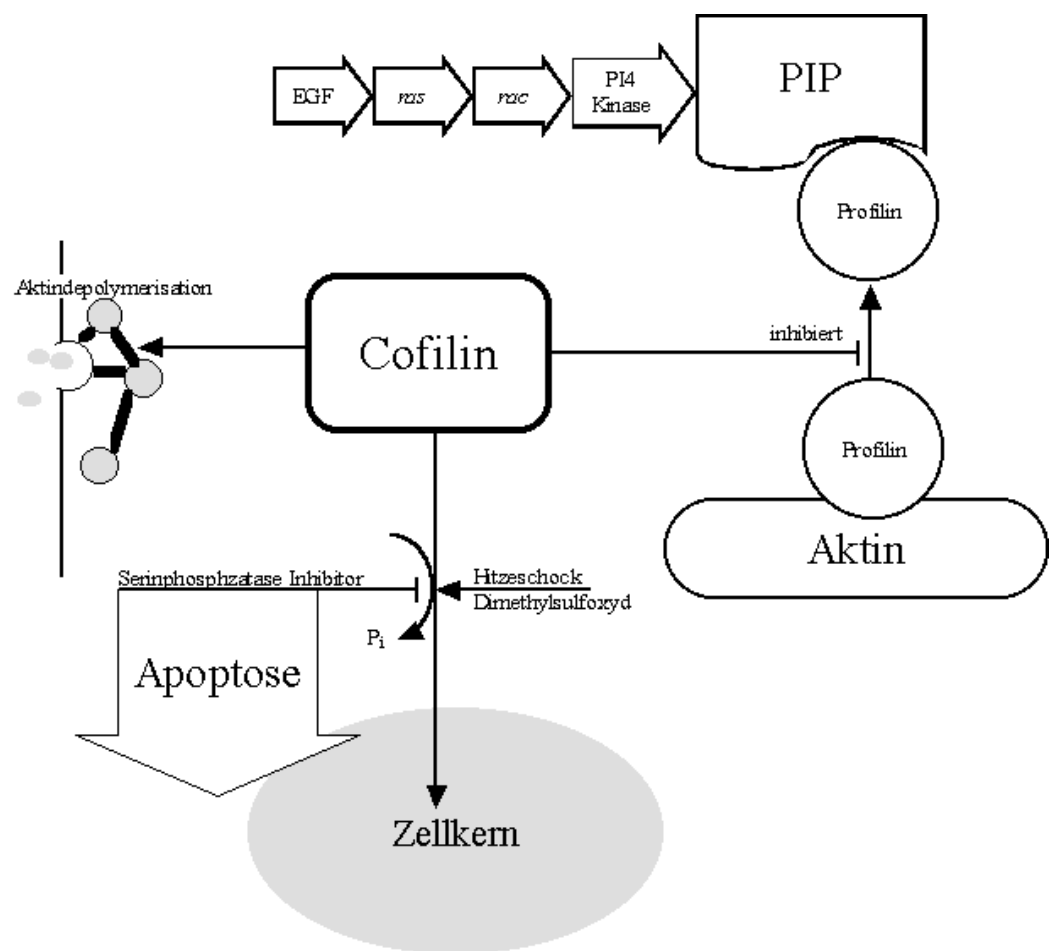 EGF
ras
rac
PI4
Kinase
PIP
Profilin
Aktindepolymerisation
Cofilin
inhibiert
Profilin
Aktin
Serinphosphzatase Inhibitor
Hitzeschock
Dimethylsulfoxyd
Pi
Apoptose
Zellkern